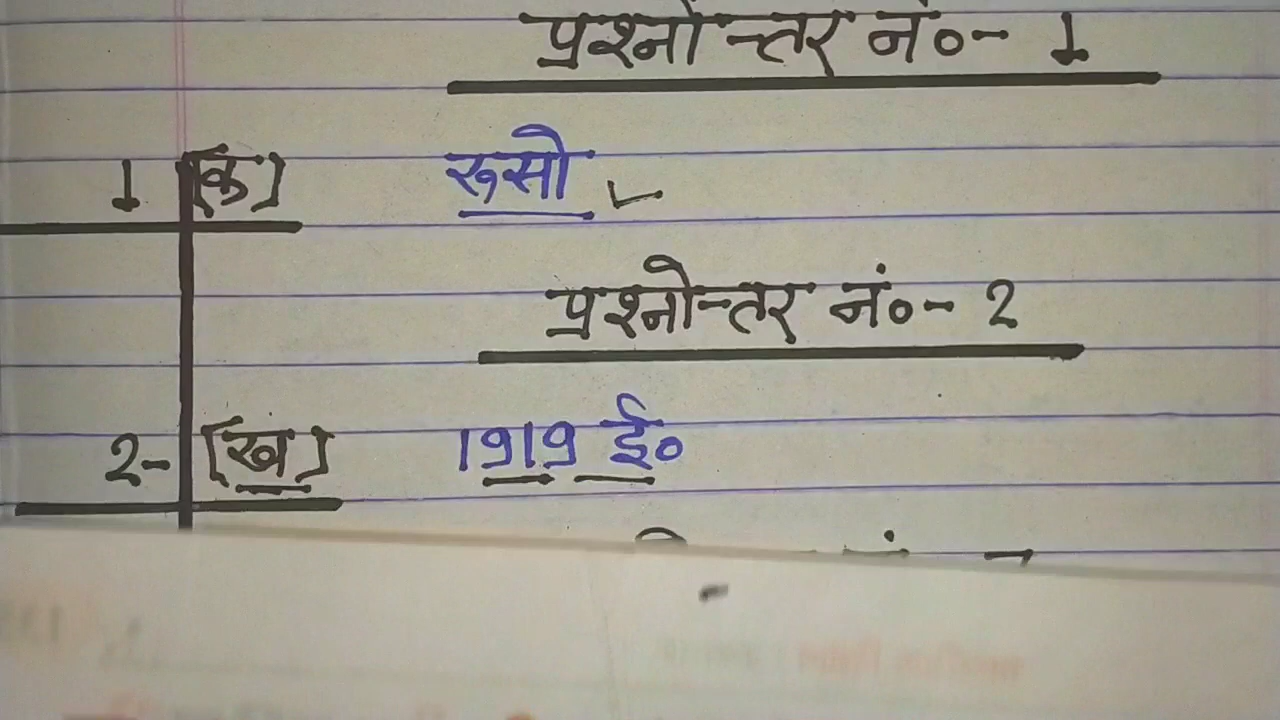 प्रश्नोत्तर नं०- 1
1 [क] रूसो
प्रश्नोत्तर नं०- 2
2- [ख] 1919 ई०